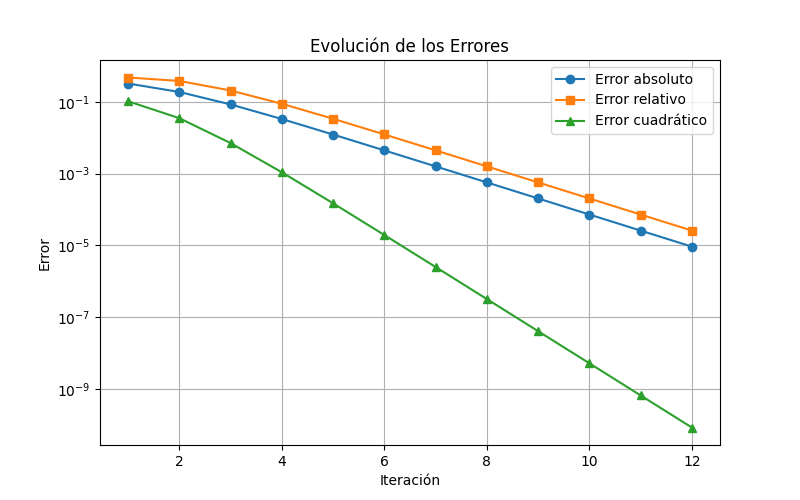 Evolución de los Errores
Error absoluto
Error relativo
Error cuadrático
Error
10⁻¹
10⁻³
10⁻⁵
10⁻⁷
10⁻⁹
2 4 6 8 10 12
Iteración